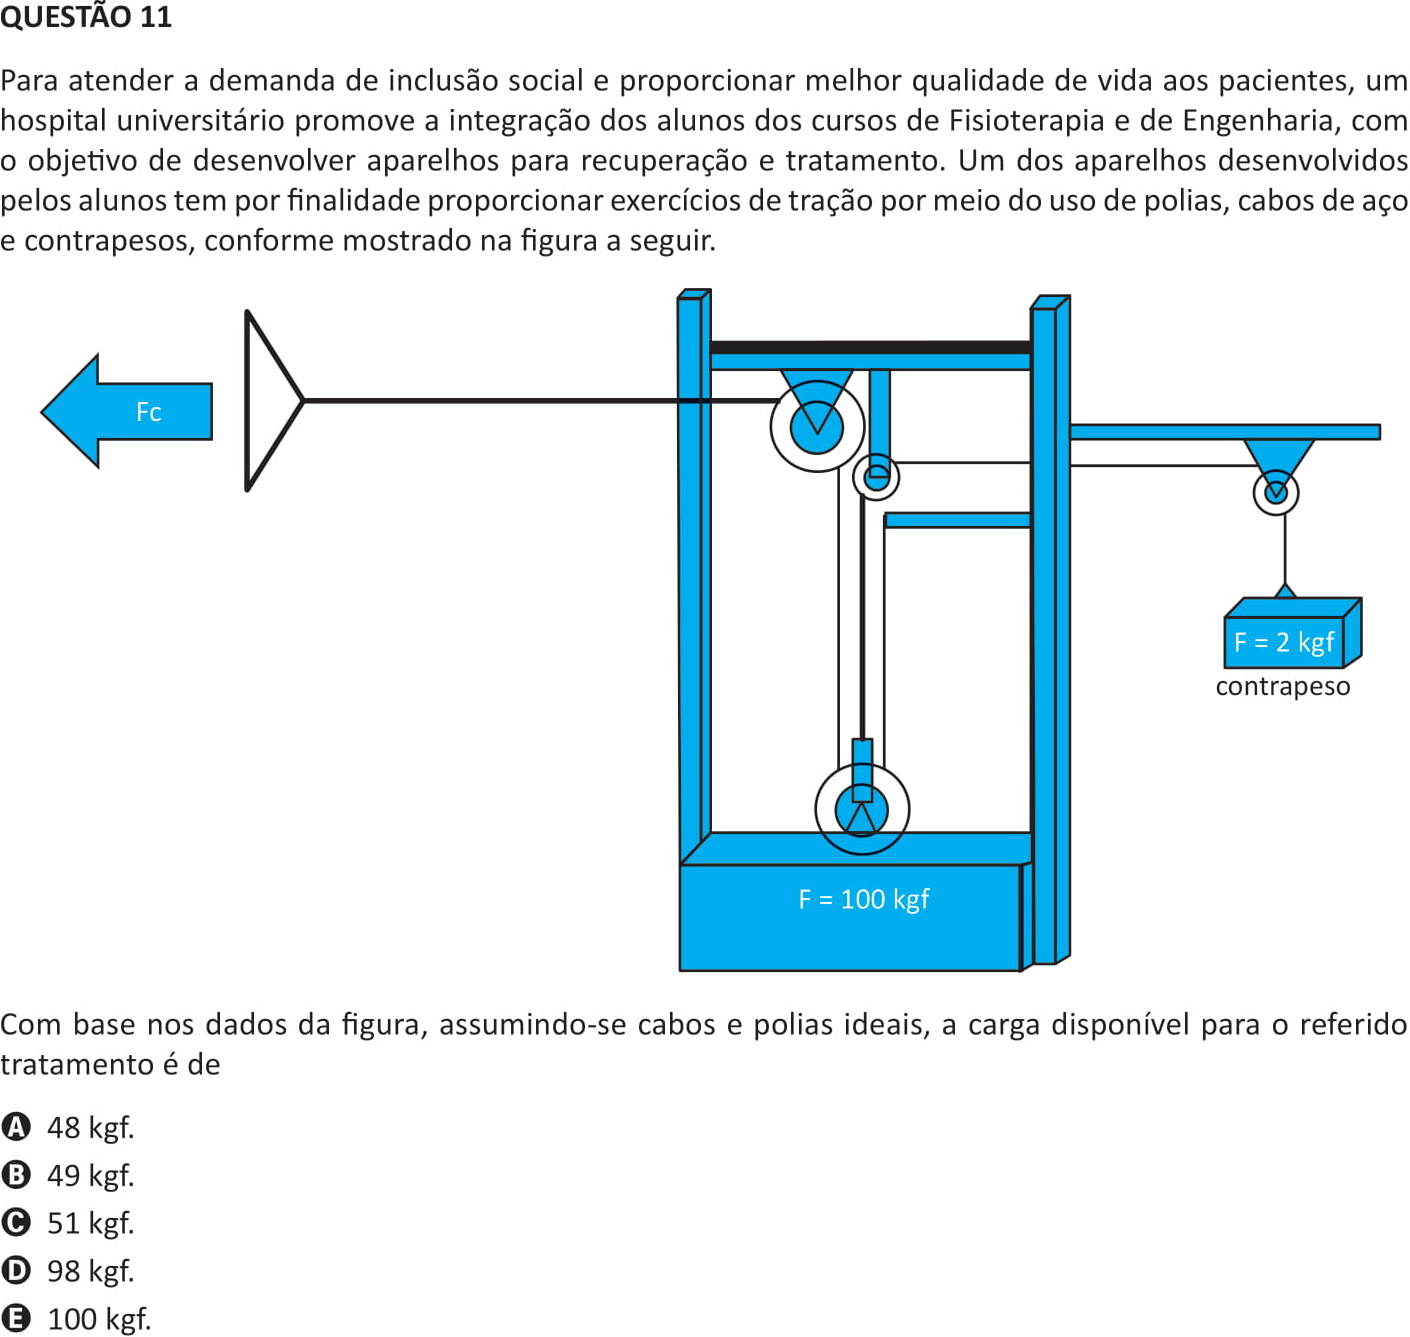 QUESTÃO 11
Para atender a demanda de inclusão social e proporcionar melhor qualidade de vida aos pacientes, um
hospital universitário promove a integração dos alunos dos cursos de Fisioterapia e de Engenharia, com
o objetivo de desenvolver aparelhos para recuperação e tratamento. Um dos aparelhos desenvolvidos
pelos alunos tem por finalidade proporcionar exercícios de tração por meio do uso de polias, cabos de aço
e contrapesos, conforme mostrado na figura a seguir.
Fc
F = 2 kgf
contrapeso
F = 100 kgf
Com base nos dados da figura, assumindo-se cabos e polias ideais, a carga disponível para o referido
tratamento é de
A 48 kgf.
B 49 kgf.
C 51 kgf.
D 98 kgf.
E 100 kgf.